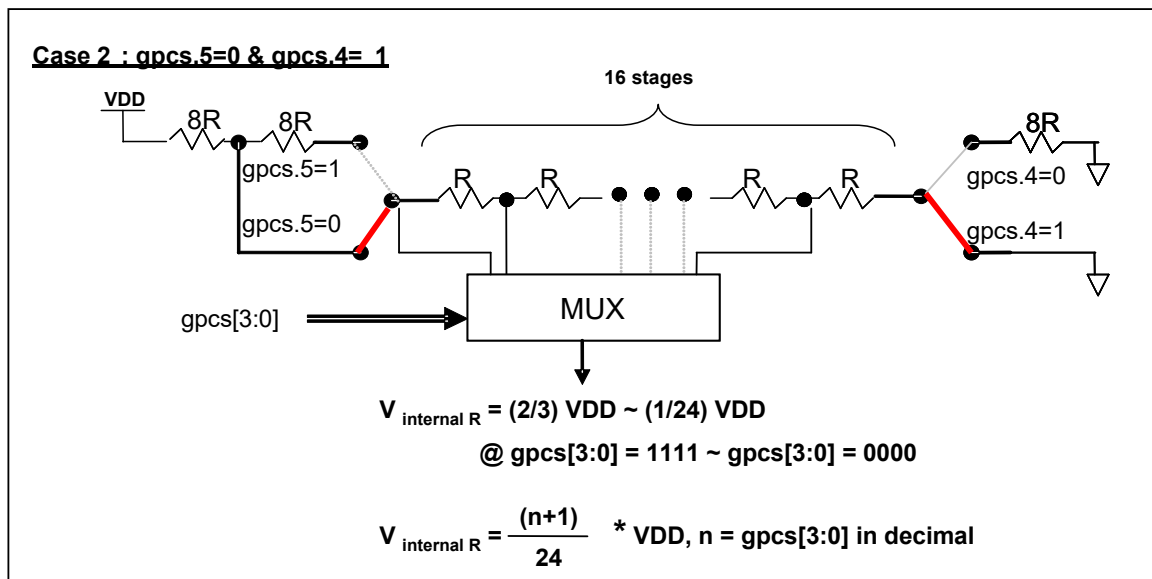 Case 2 : gpcs.5=0 & gpcs.4= 1
16 stages
VDD
8R 8R 8R
gpcs.5=1
R R R R
gpcs.4=0
gpcs.5=0
gpcs.4=1
gpcs[3:0]
MUX
V internal R = (2/3) VDD ~ (1/24) VDD
@ gpcs[3:0] = 1111 ~ gpcs[3:0] = 0000
V internal R = (n+1) / 24 * VDD, n = gpcs[3:0] in decimal